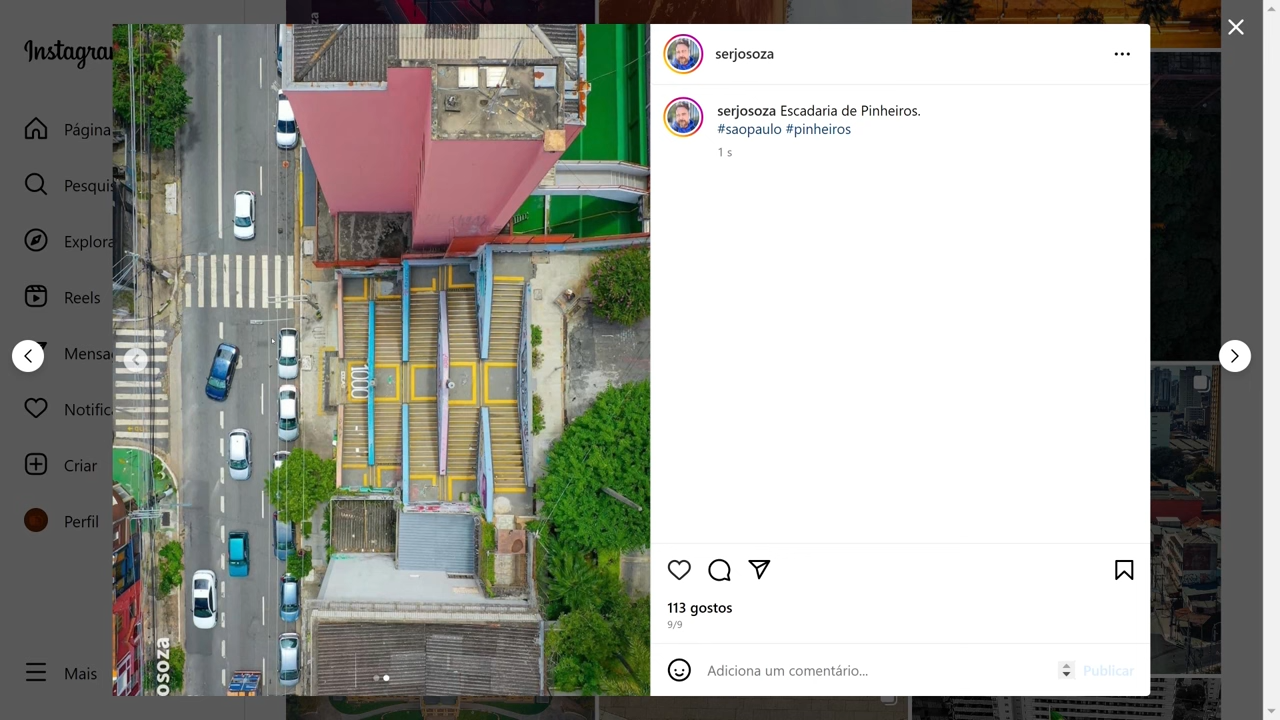 Instagram
Página
Pesquis
Explora
Reels
Mensa
Notific
Criar
Perfil
Mais
1000
osoza
serjosoza
serjosoza Escadaria de Pinheiros.
#saopaulo #pinheiros
1 s
113 gostos
9/9
Adiciona um comentário...
Publicar